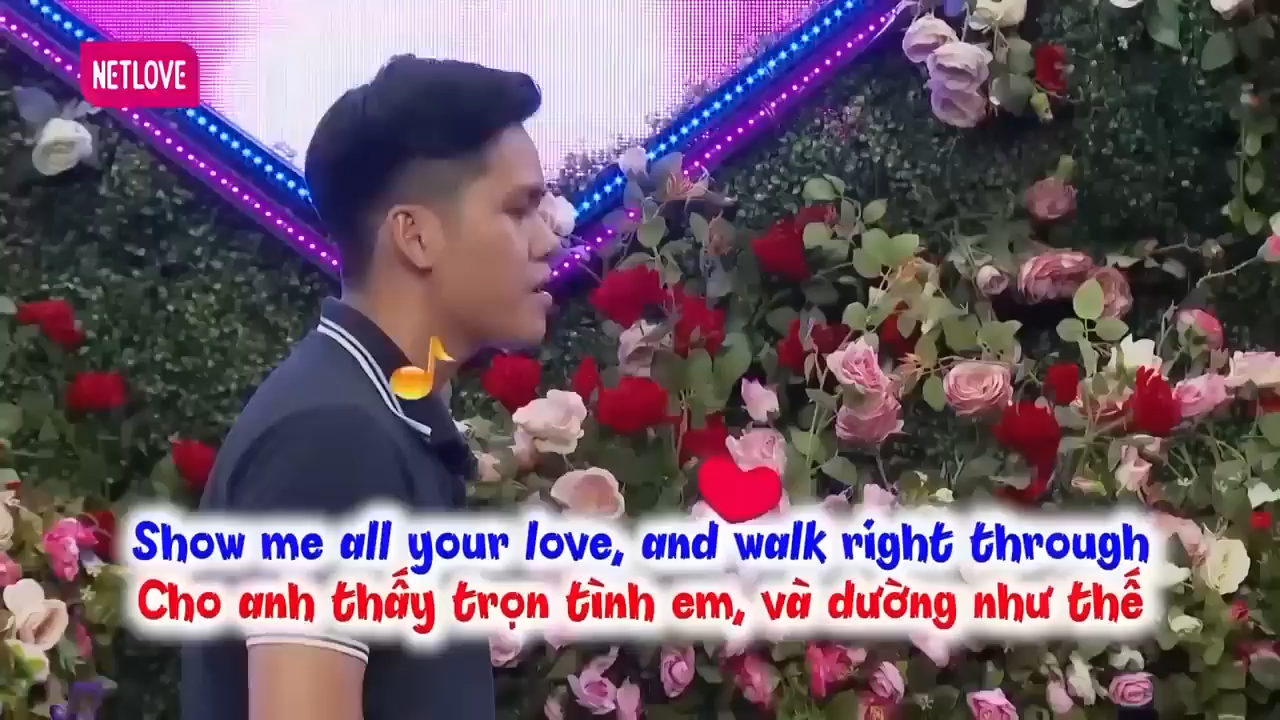 NETLOVE
Show me all your love, and walk right through
Cho anh thấy trọn tình em, và dường như thế